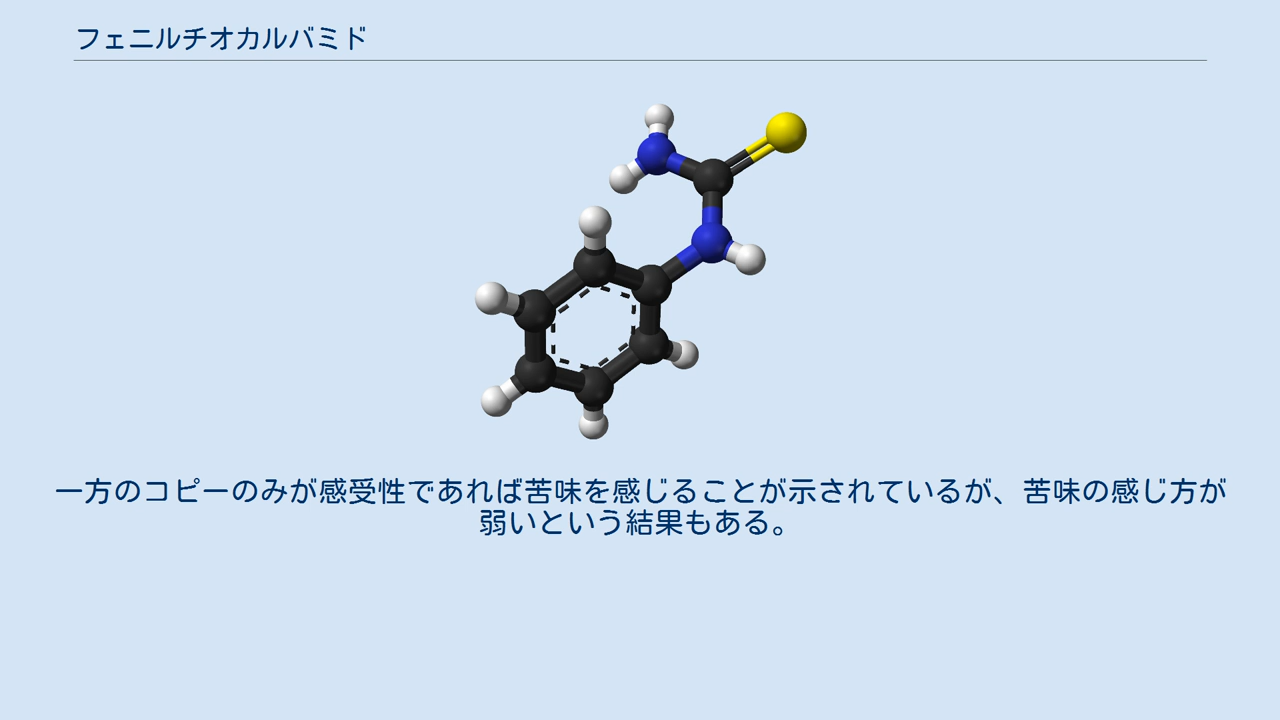 フェニルチオカルバミド
一方のコピーのみが感受性であれば苦味を感じることが示されているが、苦味の感じ方が
弱いという結果もある。